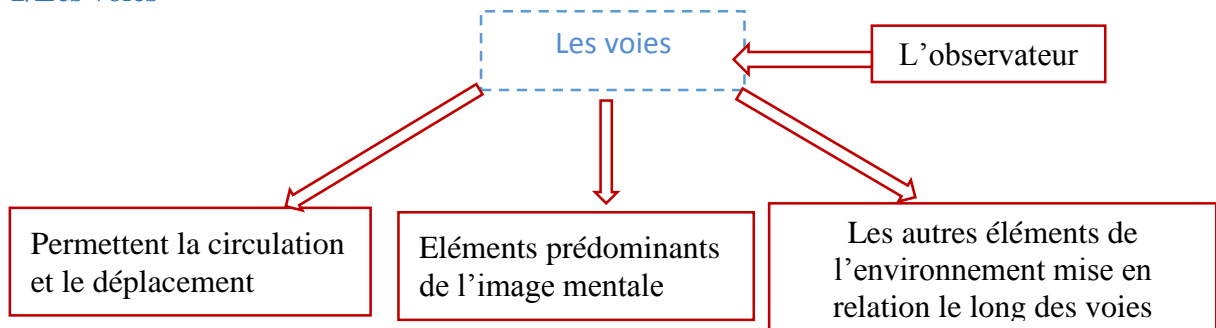 Les voies
L’observateur
Permettent la circulation
et le déplacement
Eléments prédominants
de l’image mentale
Les autres éléments de
l’environnement mise en
relation le long des voies